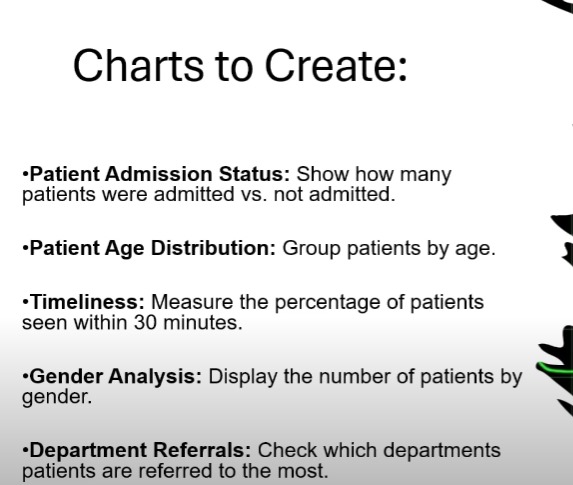 Charts to Create:
•Patient Admission Status: Show how many
patients were admitted vs. not admitted.
•Patient Age Distribution: Group patients by age.
•Timeliness: Measure the percentage of patients
seen within 30 minutes.
•Gender Analysis: Display the number of patients by
gender.
•Department Referrals: Check which departments
patients are referred to the most.